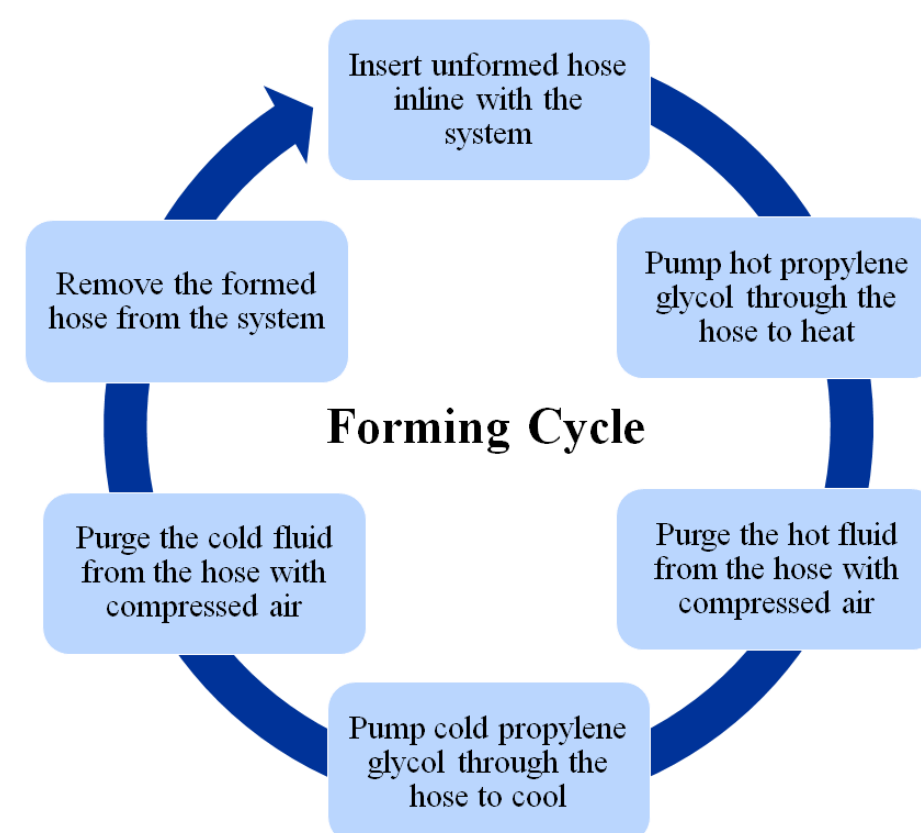 Insert unformed hose
inline with the
system
Pump hot propylene
glycol through the
hose to heat
Purge the hot fluid
from the hose with
compressed air
Pump cold propylene
glycol through the
hose to cool
Purge the cold fluid
from the hose with
compressed air
Remove the formed
hose from the system
Forming Cycle